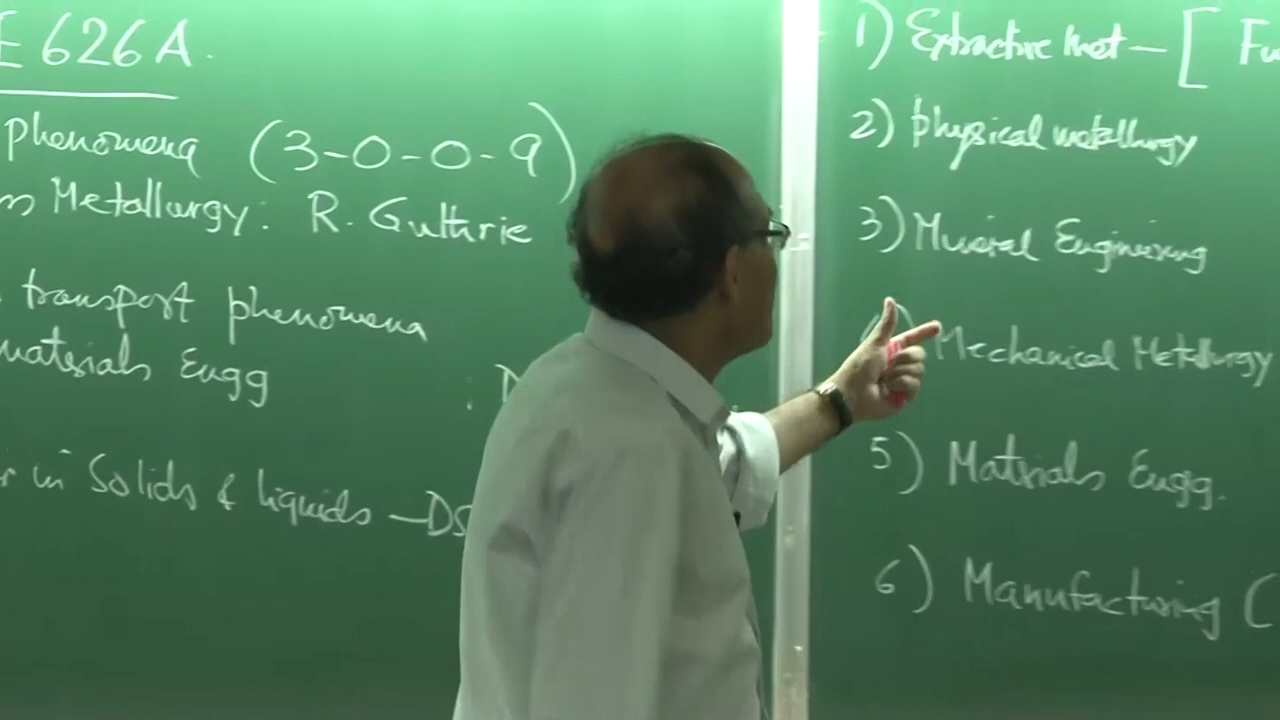 E 626A.
phenomena (3-0-0-9)
Metallurgy: R. Guthrie
transport phenomena
materials Engg
: D
r in Solids & liquids — DS
1) Extractive Met — [ Fu
2) physical metallurgy
3) Mineral Engineering
Mechanical Metallurgy
5) Materials Engg.
6) Manufacturing (